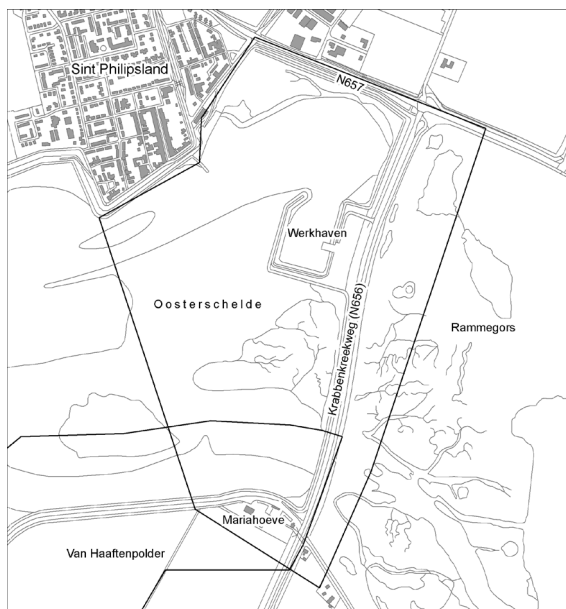 Sint Philipsland
N657
Werkhaven
Oosterschelde
Krabbenkreekweg (N656)
Rammegors
Mariahoeve
Van Haaftenpolder